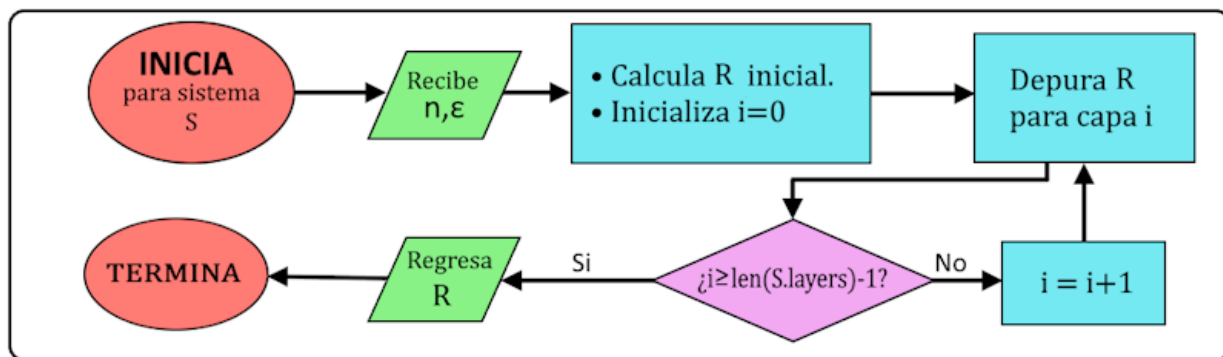 INICIA
para sistema
S
Recibe
n,ε
• Calcula R inicial.
• Inicializa i=0
Depura R
para capa i
¿i≥len(S.layers)-1?
No
i = i+1
Si
Regresa
R
TERMINA